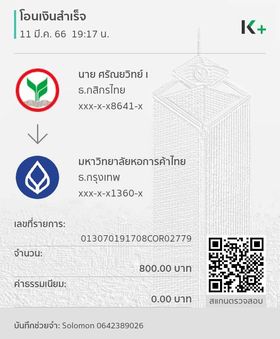 โอนเงินสำเร็จ
11 มี.ค. 66  19:17 น.
K+
นาย ศรัณยวิทย์ เ
ธ.กสิกรไทย
xxx-x-x8641-x
มหาวิทยาลัยหอการค้าไทย
ธ.กรุงเทพ
xxx-x-x1360-x
เลขที่รายการ:
013070191708COR02779
จำนวน:
800.00 บาท
ค่าธรรมเนียม:
0.00 บาท
สแกนตรวจสอบ
บันทึกช่วยจำ: Solomon 0642389026